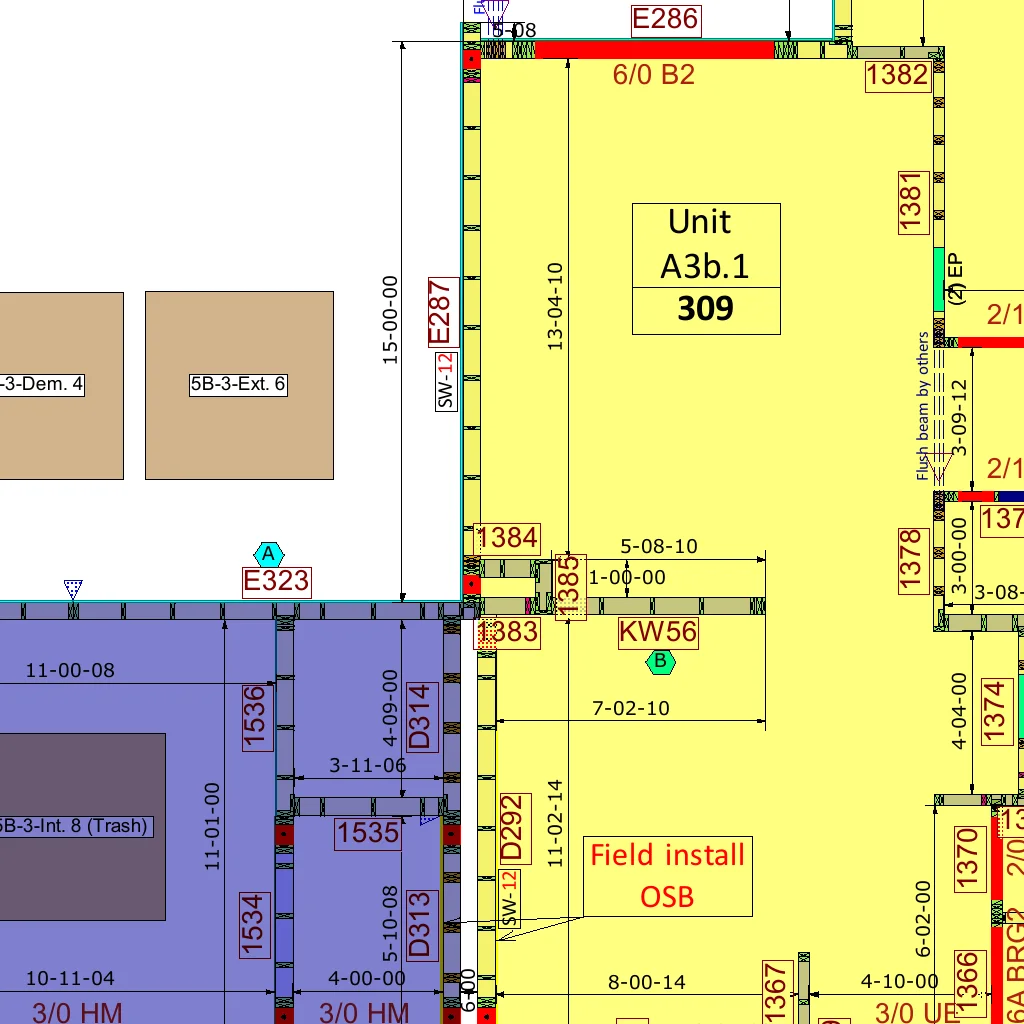 5-08
E286
6/0 B2
1382
1381
Unit
A3b.1
309
(2) EP
2/1
15-00-00
E287
SW-12
13-04-10
-3-Dem. 4
5B-3-Ext. 6
Flush beam by others
3-09-12
2/1
1384
5-08-10
1378
3-00-00
137
A
E323
1385
1-00-00
3-08-
1383
KW56
B
11-00-08
1536
4-09-00
D314
7-02-10
4-04-00
1374
3-11-06
5B-3-Int. 8 (Trash)
11-01-00
1535
D292
11-02-14
Field install
OSB
1370
13
2/0
1534
5-10-08
D313
SW-12
6-02-00
10-11-04
4-00-00
6-00
8-00-14
1367
4-10-00
1366
6A BRG2
3/0 HM
3/0 HM
3/0 UE